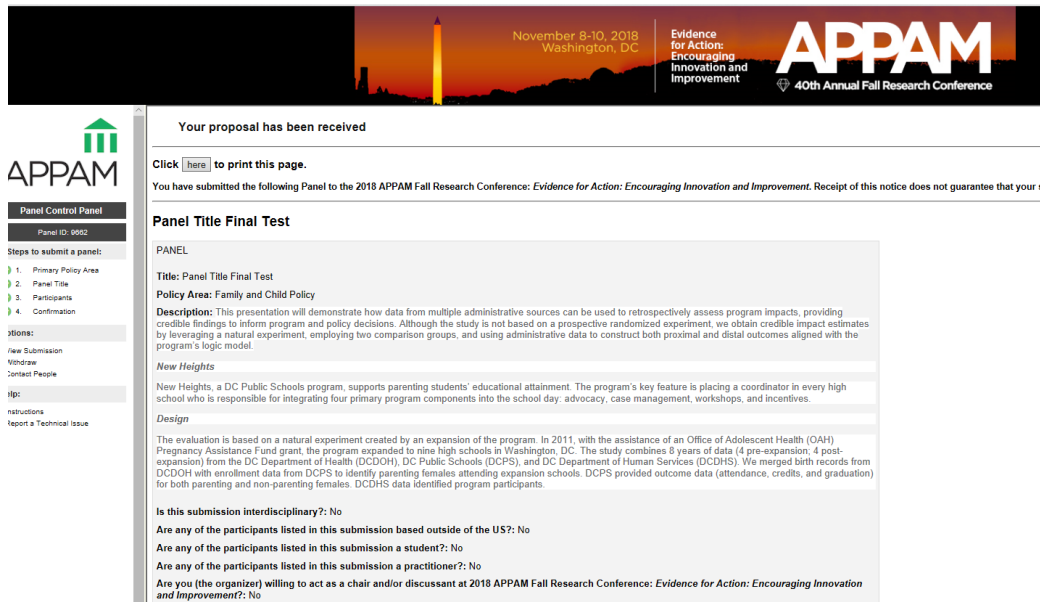 November 8-10, 2018
Washington, DC
Evidence
for Action:
Encouraging
Innovation and
Improvement
APPAM
40th Annual Fall Research Conference
APPAM
Panel Control Panel
Panel ID: 9662
Steps to submit a panel:
1. Primary Policy Area
2. Panel Title
3. Participants
4. Confirmation
ptions:
View Submission
Withdraw
Contact People
elp:
nstructions
Report a Technical Issue
Your proposal has been received
Click here to print this page.
You have submitted the following Panel to the 2018 APPAM Fall Research Conference: Evidence for Action: Encouraging Innovation and Improvement. Receipt of this notice does not guarantee that your
Panel Title Final Test
PANEL
Title: Panel Title Final Test
Policy Area: Family and Child Policy
Description: This presentation will demonstrate how data from multiple administrative sources can be used to retrospectively assess program impacts, providing
credible findings to inform program and policy decisions. Although the study is not based on a prospective randomized experiment, we obtain credible impact estimates
by leveraging a natural experiment, employing two comparison groups, and using administrative data to construct both proximal and distal outcomes aligned with the
program's logic model.
New Heights
New Heights, a DC Public Schools program, supports parenting students' educational attainment. The program's key feature is placing a coordinator in every high
school who is responsible for integrating four primary program components into the school day: advocacy, case management, workshops, and incentives.
Design
The evaluation is based on a natural experiment created by an expansion of the program. In 2011, with the assistance of an Office of Adolescent Health (OAH)
Pregnancy Assistance Fund grant, the program expanded to nine high schools in Washington, DC. The study combines 8 years of data (4 pre-expansion; 4 post-
expansion) from the DC Department of Health (DCDOH), DC Public Schools (DCPS), and DC Department of Human Services (DCDHS). We merged birth records from
DCDOH with enrollment data from DCPS to identify parenting females attending expansion schools. DCPS provided outcome data (attendance, credits, and graduation)
for both parenting and non-parenting females. DCDHS data identified program participants.
Is this submission interdisciplinary?: No
Are any of the participants listed in this submission based outside of the US?: No
Are any of the participants listed in this submission a student?: No
Are any of the participants listed in this submission a practitioner?: No
Are you (the organizer) willing to act as a chair and/or discussant at 2018 APPAM Fall Research Conference: Evidence for Action: Encouraging Innovation
and Improvement?: No